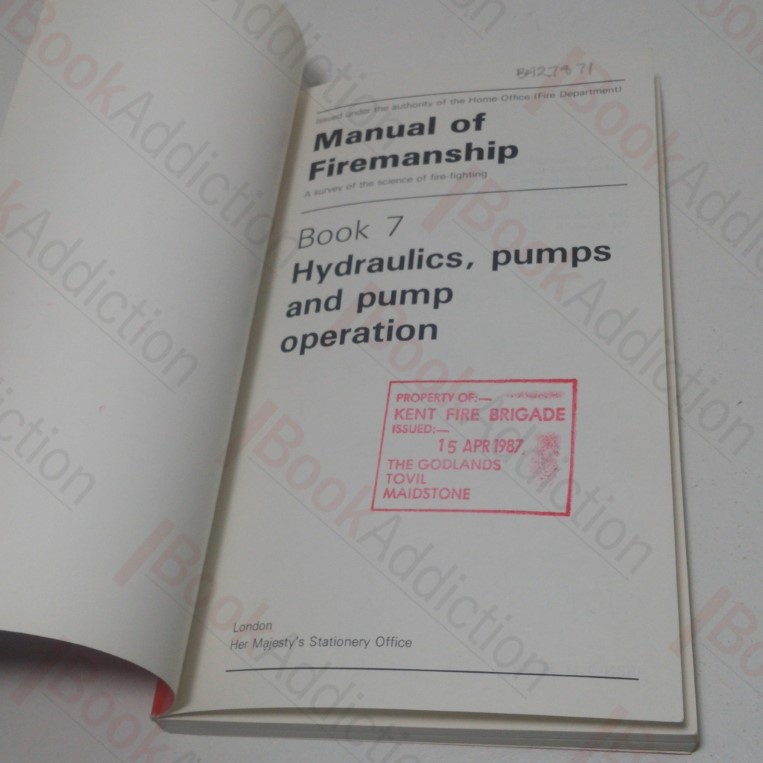 BH27871
Issued under the authority of the Home Office (Fire Department)
Manual of
Firemanship
A survey of the science of fire-fighting
Book 7
Hydraulics, pumps
and pump
operation
PROPERTY OF:—
KENT FIRE BRIGADE
ISSUED:—
15 APR 1987
THE GODLANDS
TOVIL
MAIDSTONE
London
Her Majesty's Stationery Office
BookAddiction